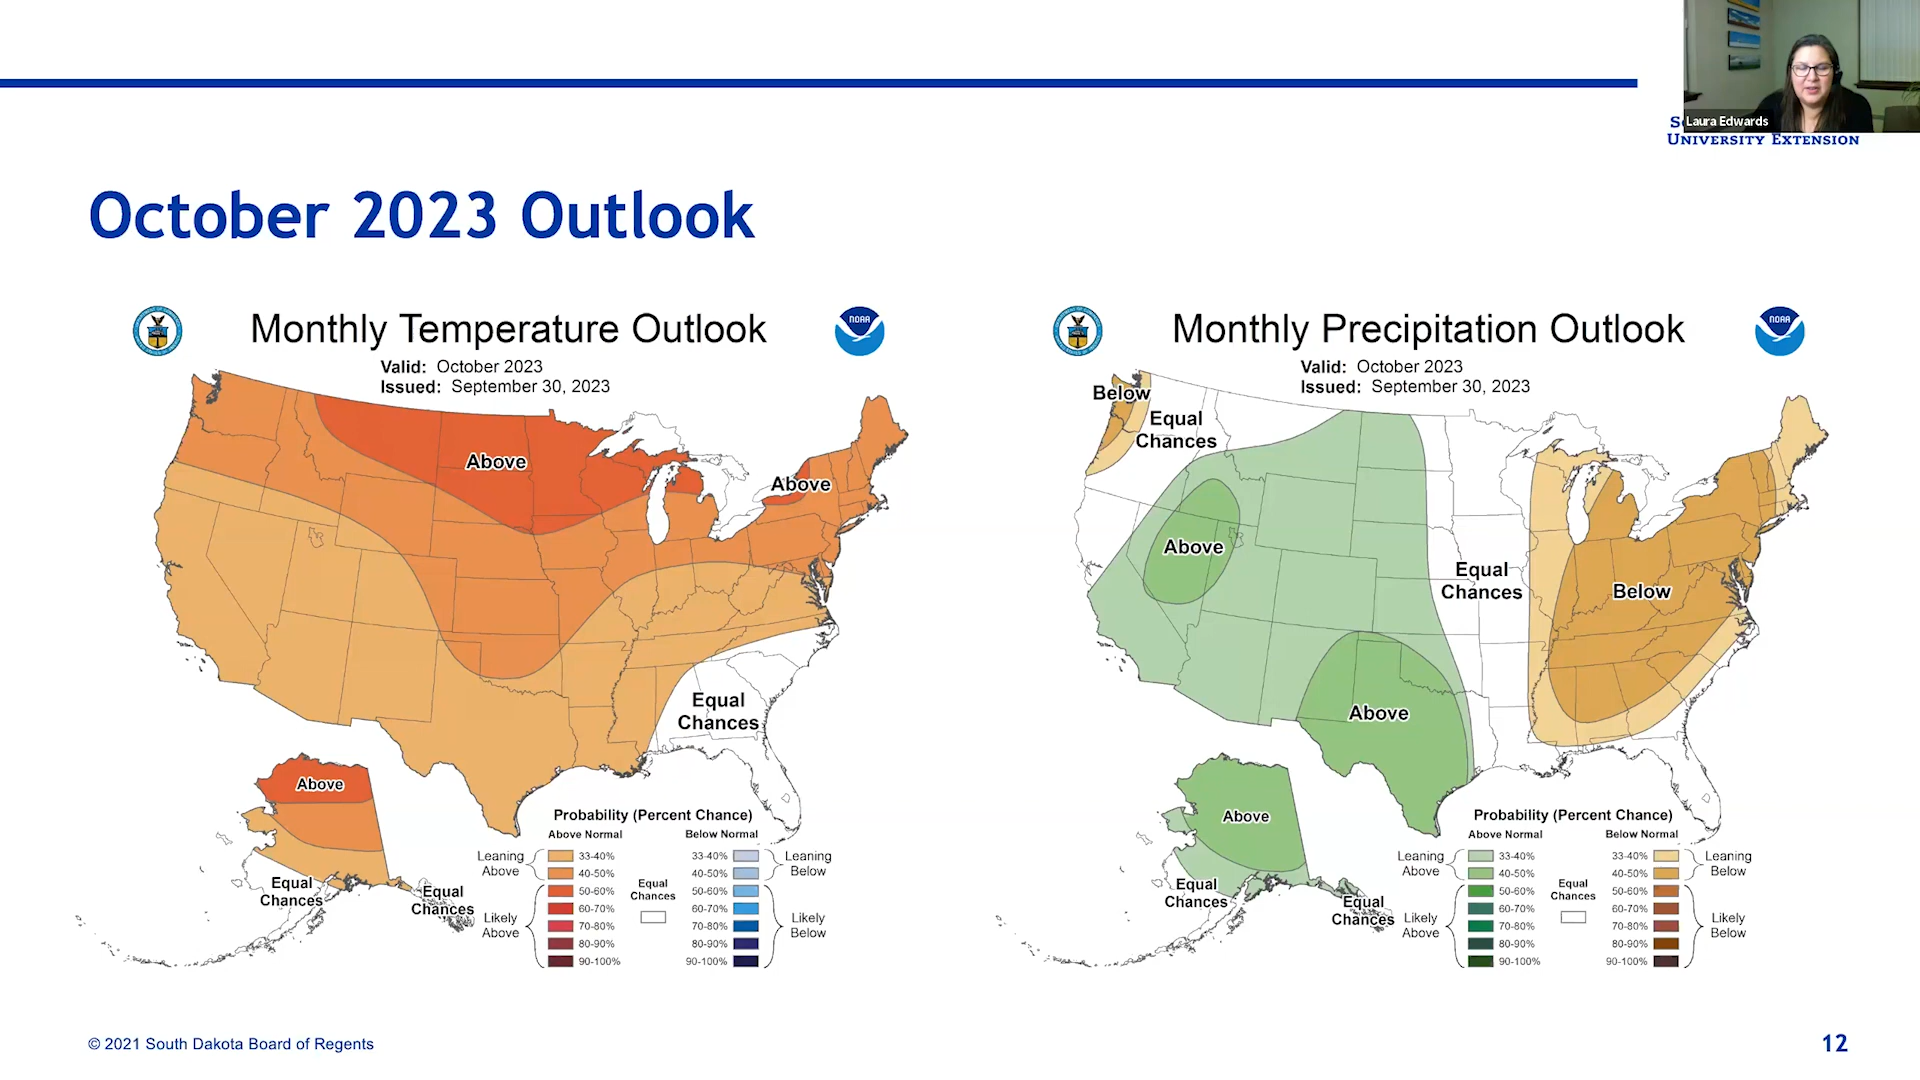 Laura Edwards
S
University Extension
October 2023 Outlook
NOAA
Monthly Temperature Outlook
Valid: October 2023
Issued: September 30, 2023
Above
Above
Equal
Chances
Above
Equal
Chances
Equal
Chances
Probability (Percent Chance)
Above Normal
Below Normal
Leaning
Above
33-40%
40-50%
Likely
Above
50-60%
60-70%
70-80%
80-90%
90-100%
Equal
Chances
33-40%
40-50%
Leaning
Below
50-60%
60-70%
70-80%
80-90%
90-100%
Likely
Below
NOAA
Monthly Precipitation Outlook
Valid: October 2023
Issued: September 30, 2023
Below
Equal
Chances
Above
Equal
Chances
Below
Above
Above
Equal
Chances
Equal
Chances
Probability (Percent Chance)
Above Normal
Below Normal
Leaning
Above
33-40%
40-50%
Likely
Above
50-60%
60-70%
70-80%
80-90%
90-100%
Equal
Chances
33-40%
40-50%
Leaning
Below
50-60%
60-70%
70-80%
80-90%
90-100%
Likely
Below
© 2021 South Dakota Board of Regents
12